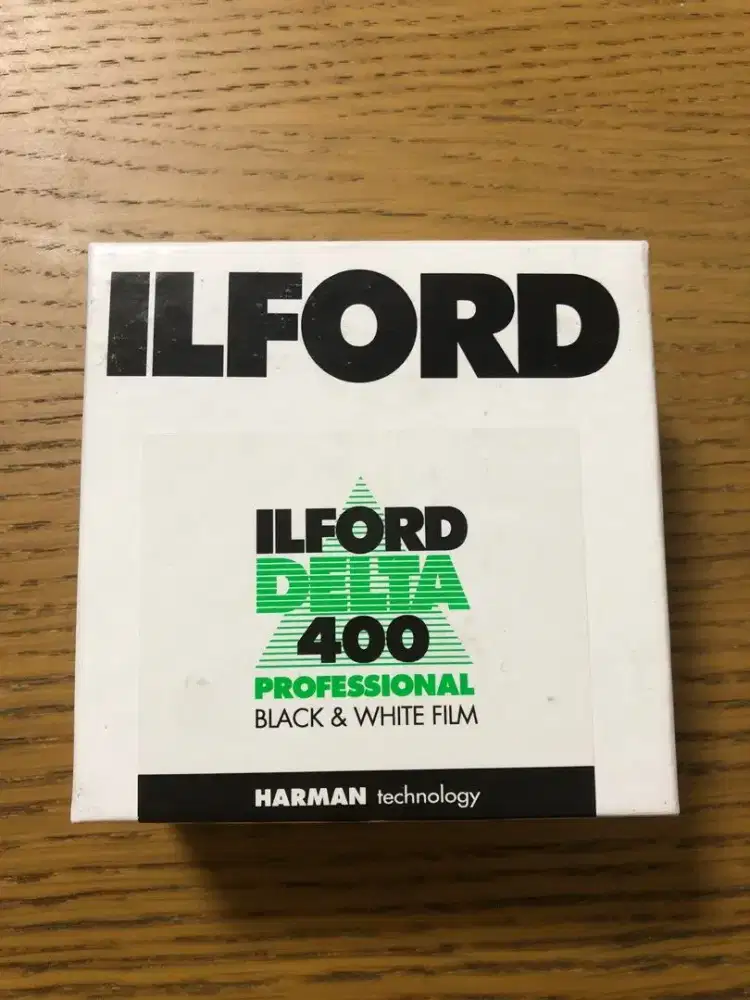 ILFORD
ILFORD
DELTA
400
PROFESSIONAL
BLACK & WHITE FILM
HARMAN technology